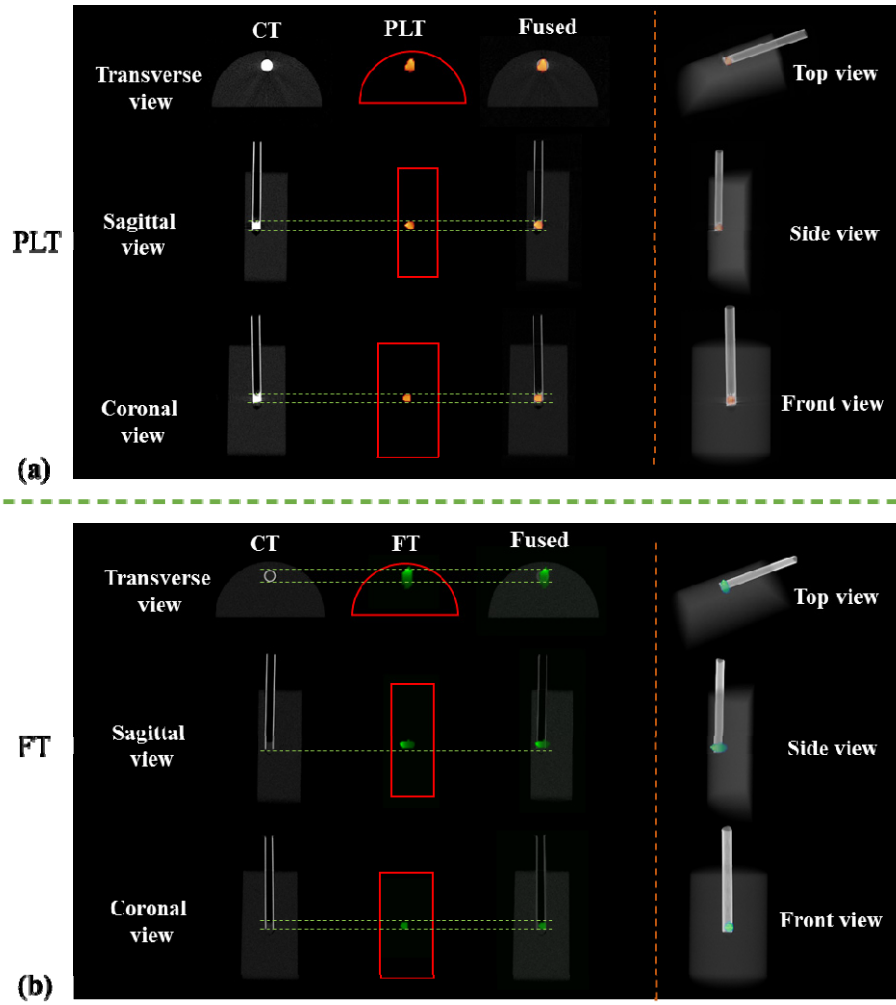 CT
PLT
Fused
Transverse
view
Top view
PLT
Sagittal
view
Side view
Coronal
view
Front view
(a)
CT
FT
Fused
Transverse
view
Top view
FT
Sagittal
view
Side view
Coronal
view
Front view
(b)